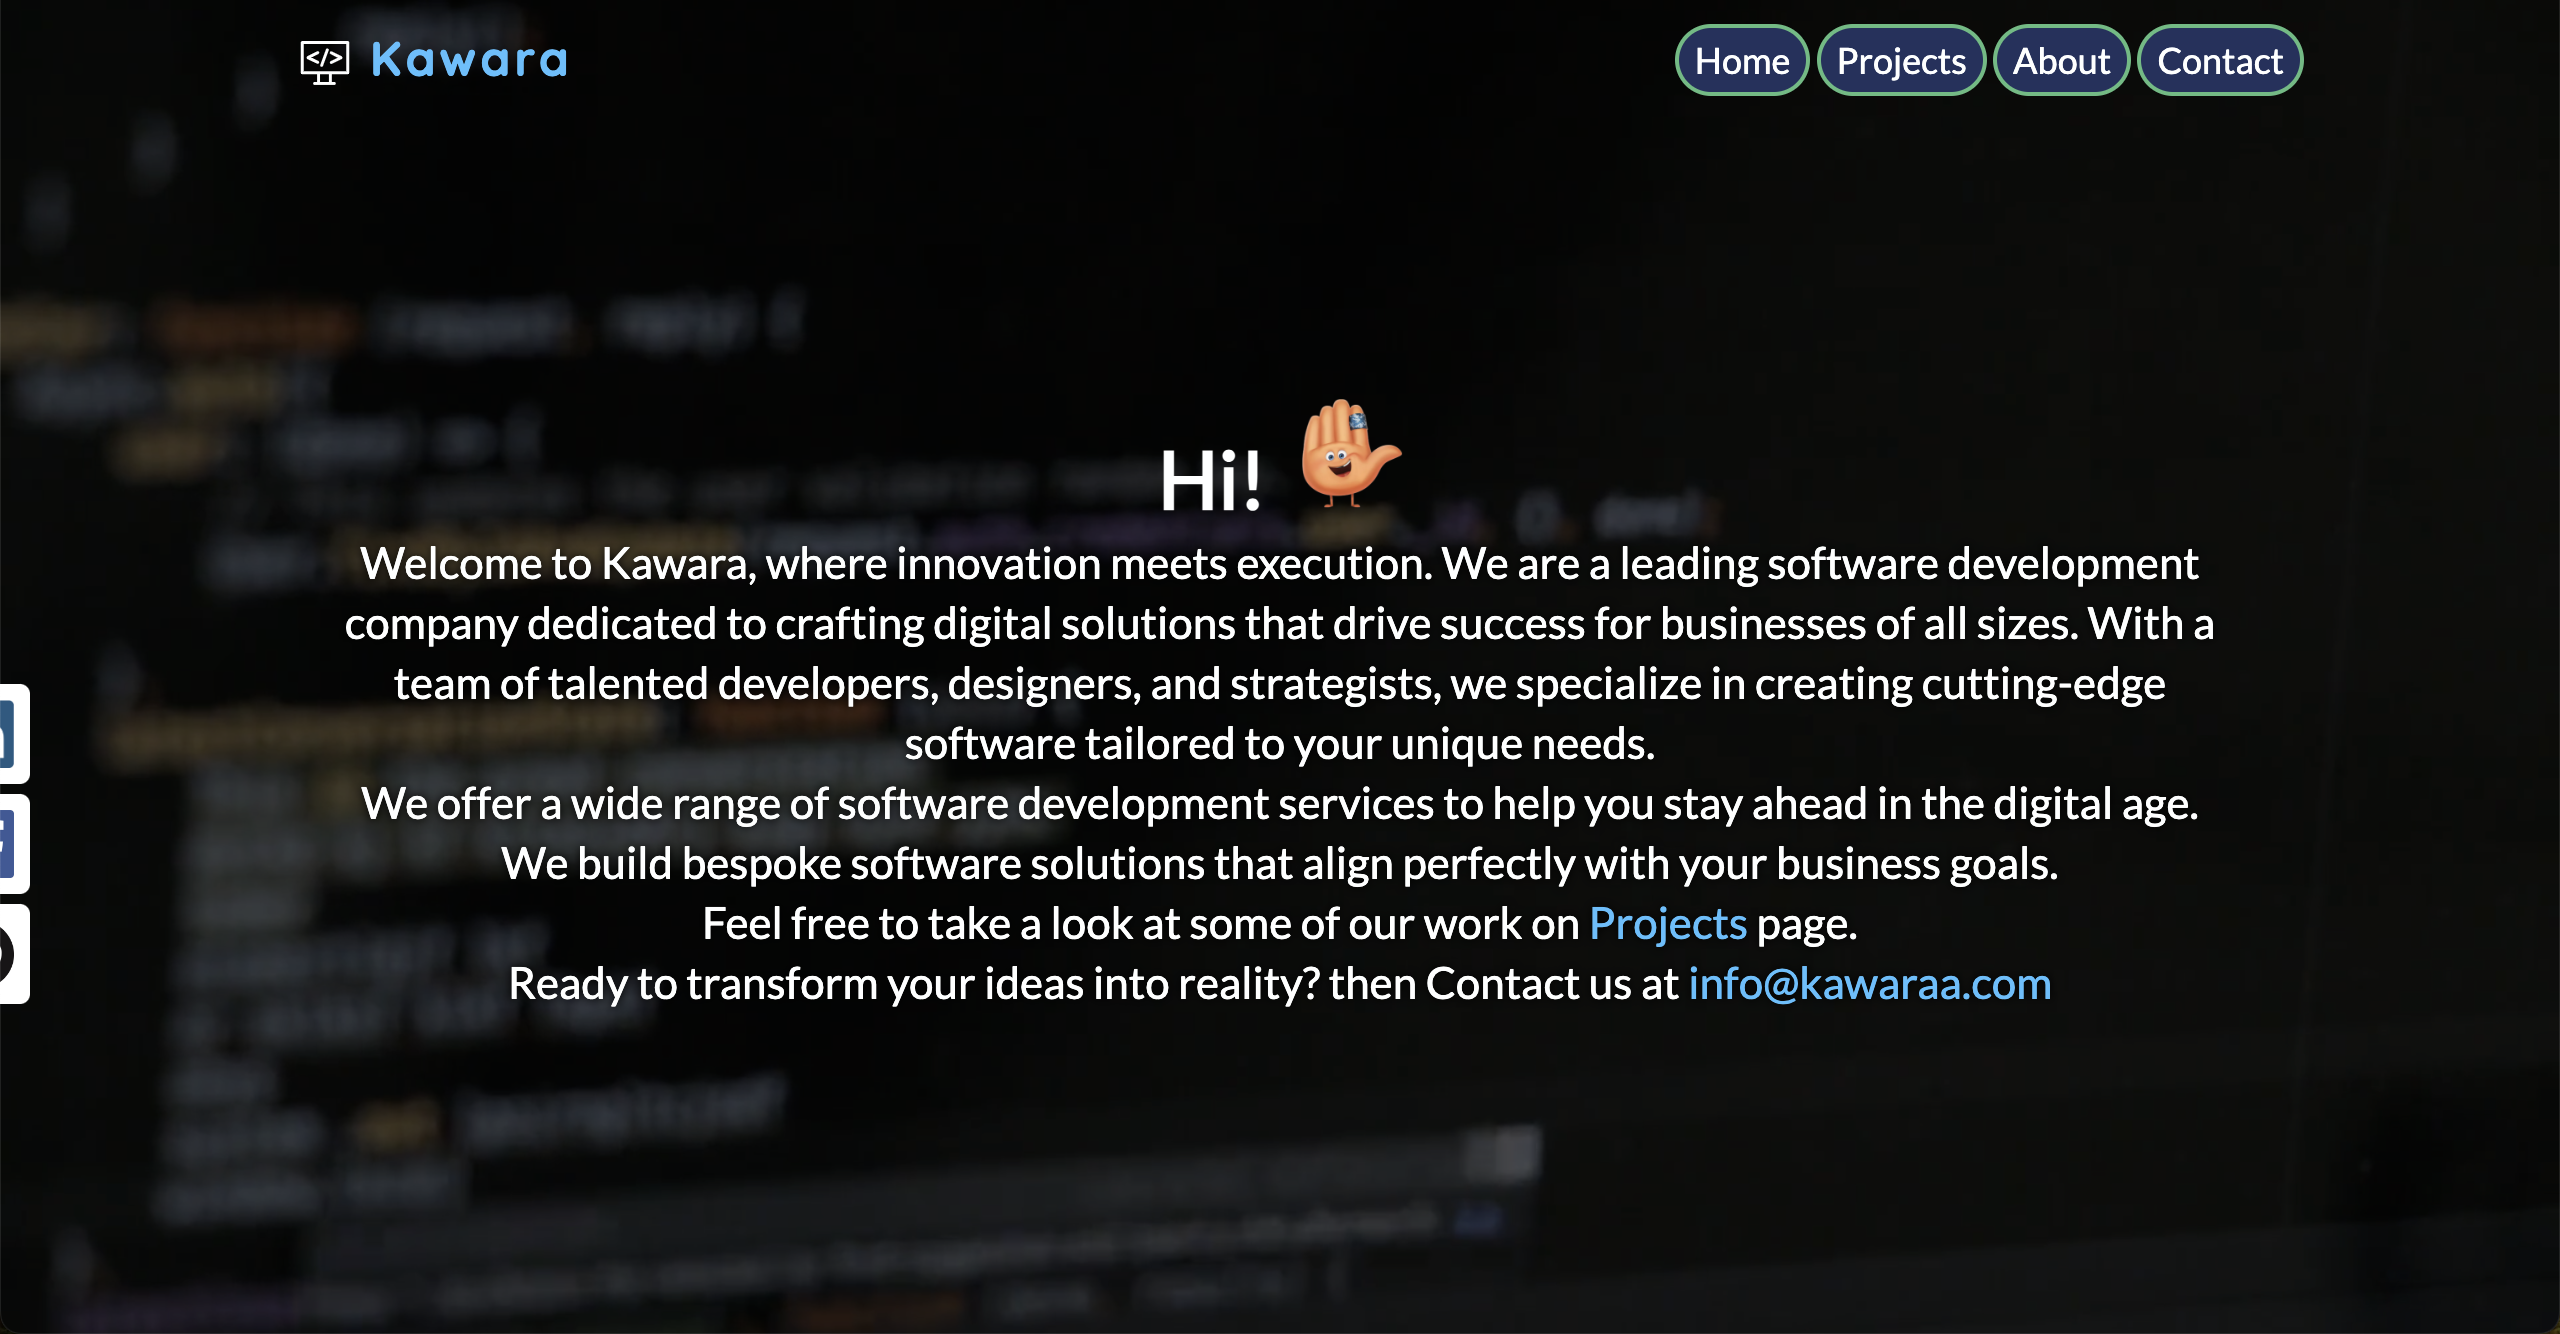 </> Kawara
Home Projects About Contact
Hi!
Welcome to Kawara, where innovation meets execution. We are a leading software development
company dedicated to crafting digital solutions that drive success for businesses of all sizes. With a
team of talented developers, designers, and strategists, we specialize in creating cutting-edge
software tailored to your unique needs.
We offer a wide range of software development services to help you stay ahead in the digital age.
We build bespoke software solutions that align perfectly with your business goals.
Feel free to take a look at some of our work on Projects page.
Ready to transform your ideas into reality? then Contact us at info@kawaraa.com